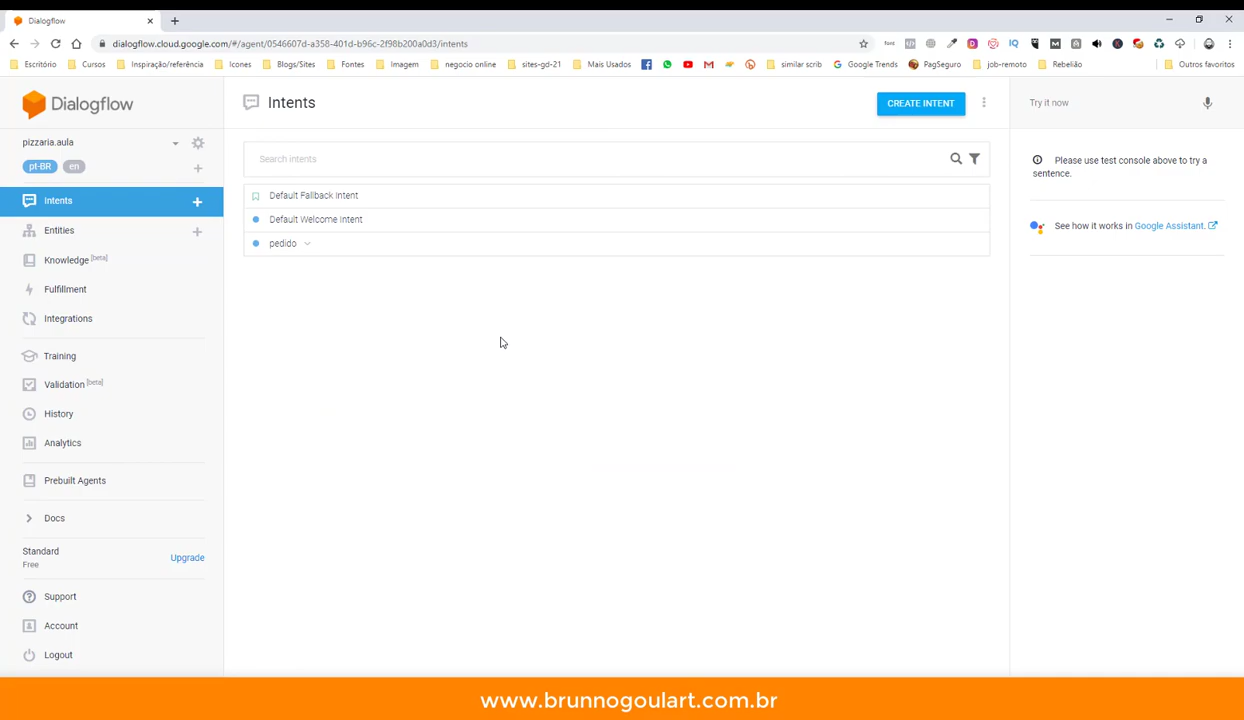 Dialogflow
dialogflow.cloud.google.com/#/agent/0546607d-a358-401d-b96c-2f98b200a0d3/intents
Escritório
Cursos
Inspiração/referência
Icones
Blogs/Sites
Fontes
Imagem
negocio online
sites-gd-21
Mais Usados
similar scrib
Google Trends
PagSeguro
job-remoto
Rebelião
Outros favoritos
Dialogflow
pizzaria.aula
pt-BR en
Intents
Entities
Knowledge [beta]
Fulfillment
Integrations
Training
Validation [beta]
History
Analytics
Prebuilt Agents
Docs
Standard
Free
Upgrade
Support
Account
Logout
Intents
CREATE INTENT
Search intents
Default Fallback Intent
Default Welcome Intent
pedido
Try it now
Please use test console above to try a
sentence.
See how it works in Google Assistant.
www.brunnogoulart.com.br